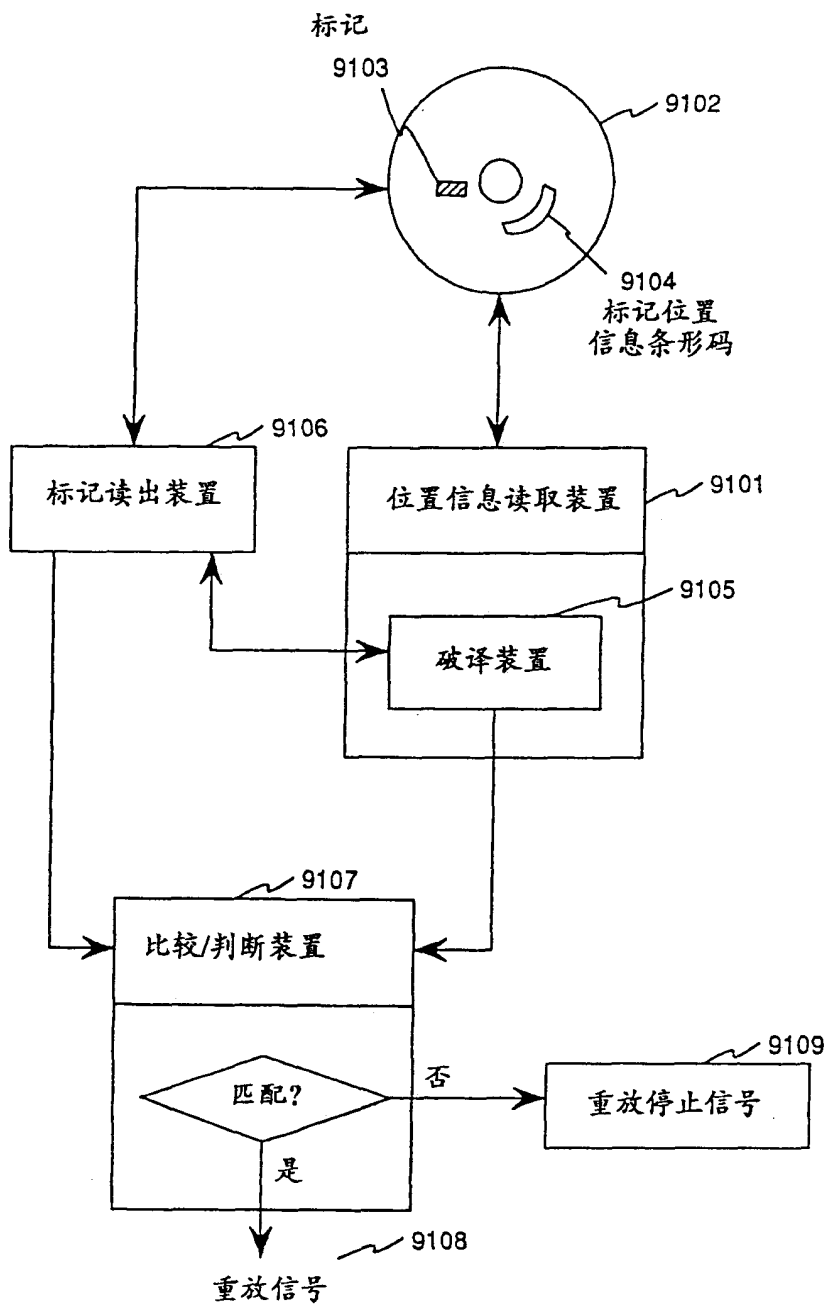 标记
9103
9102
9104
标记位置
信息条形码
9106
标记读出装置
9101
位置信息读取装置
9105
破译装置
9107
比较/判断装置
匹配?
否
9109
重放停止信号
是
9108
重放信号